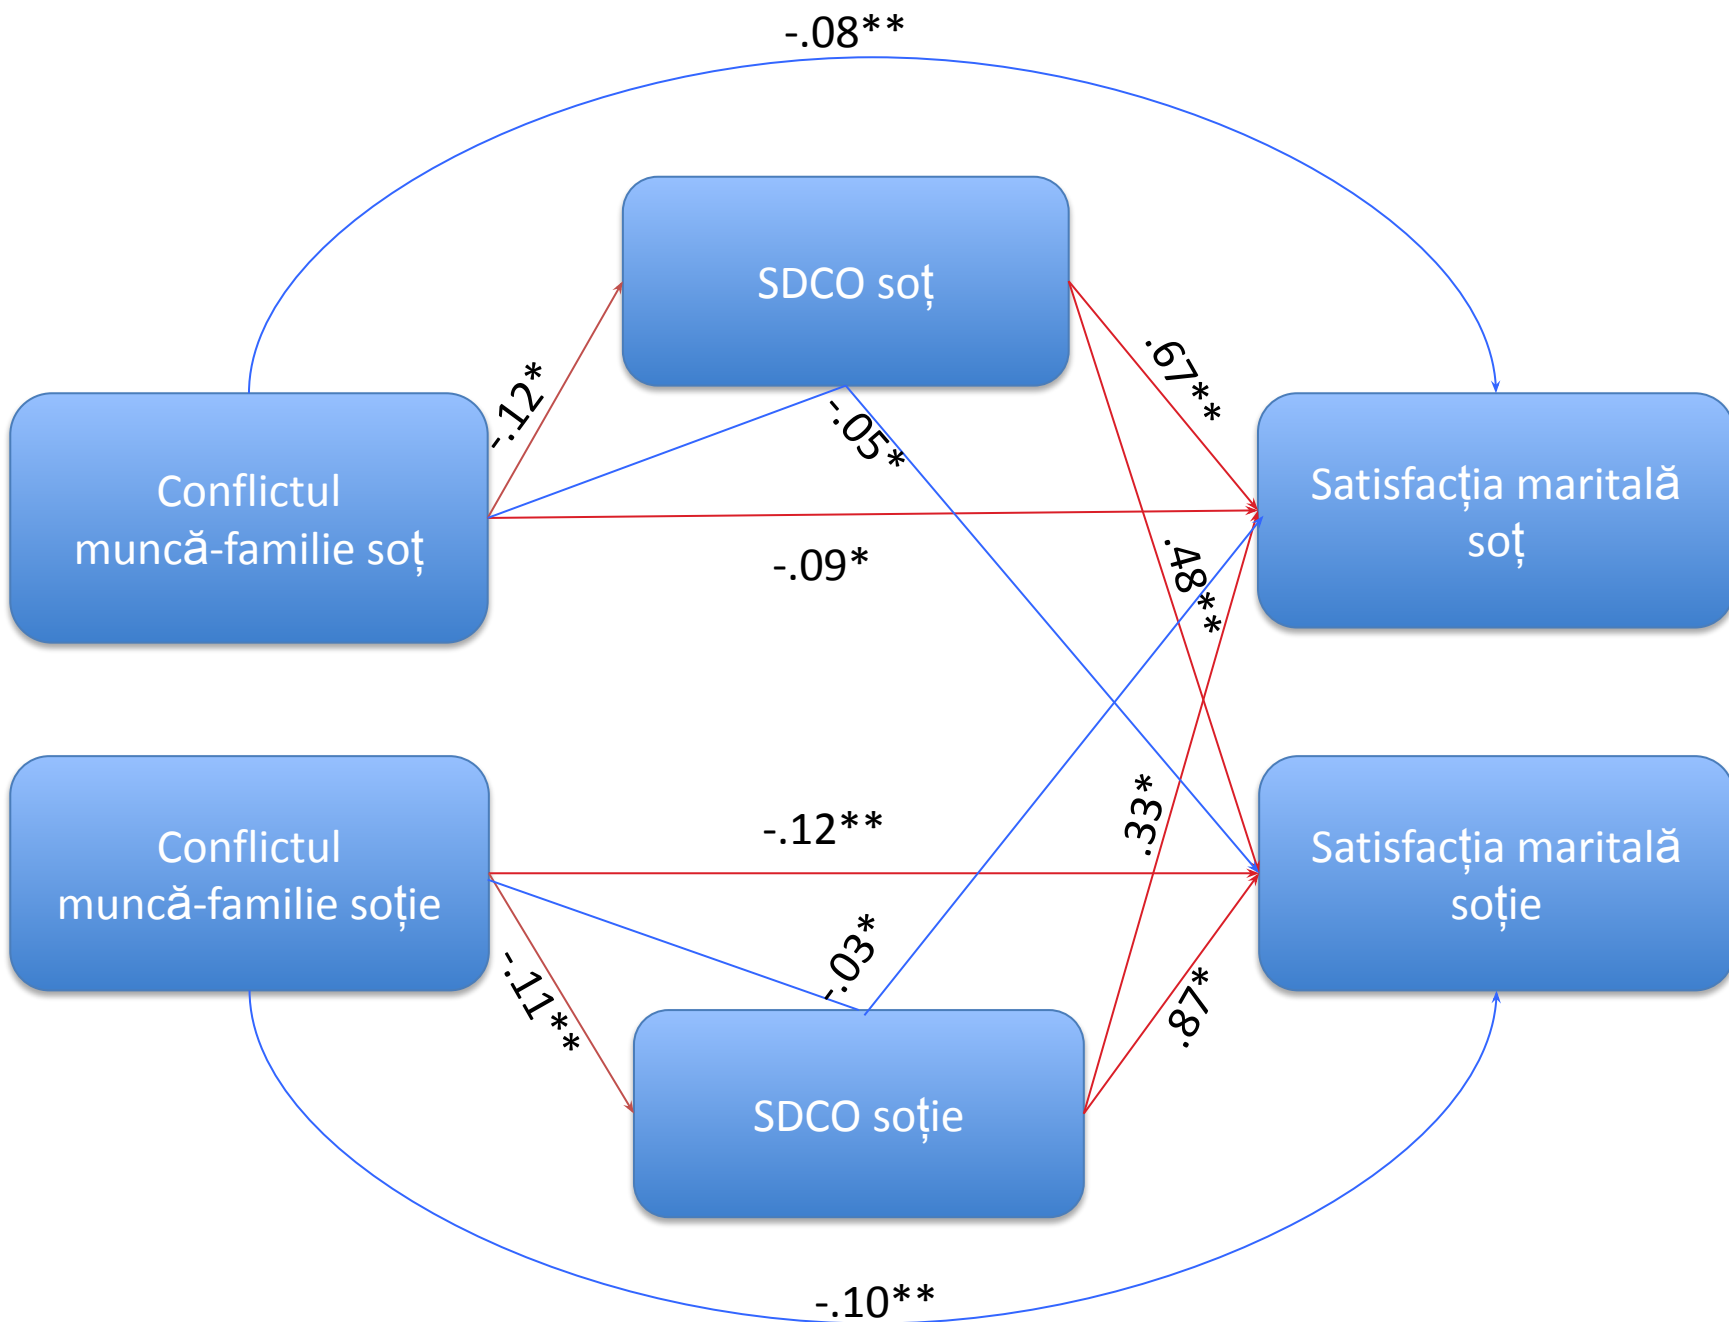 -.08**
SDCO soț
-.12*
-.05*
.67**
Conflictul
muncă-familie soț
Satisfacția maritală
soț
-.09*
.48**
-.12**
.33*
Conflictul
muncă-familie soție
Satisfacția maritală
soție
-.11**
-.03*
.87*
SDCO soție
-.10**